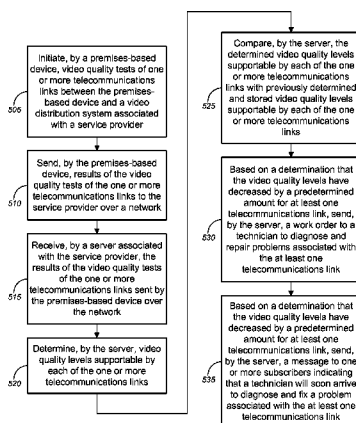 Initiate, by a premises-based
device, video quality tests of one
or more telecommunications
links between the premises-
based device and a video
distribution system associated
with a service provider
505
Send, by the premises-based
device, results of the video
quality tests of the one or more
telecommunications links to the
service provider over a network
510
Receive, by a server associated
with the service provider, the
results of the video quality tests
of the one or more
telecommunications links sent by
the premises-based device over
the network
515
Determine, by the server, video
quality levels supportable by
each of the one or more
telecommunications links
520
Compare, by the server, the
determined video quality levels
supportable by each of the one
or more telecommunications
links with previously determined
and stored video quality levels
supportable by each of the one
or more telecommunications
links
525
Based on a determination that
the video quality levels have
decreased by a predetermined
amount for at least one
telecommunication link, send,
by the server, a work order to a
technician to diagnose and
repair problems associated with
the at least one
telecommunication link
530
Based on a determination that
the video quality levels have
decreased by a predetermined
amount for at least one
telecommunication link, send,
by the server, a message to one
or more subscribers indicating
that a technician will soon arrive
to diagnose and fix a problem
associated with the at least one
telecommunication link
535